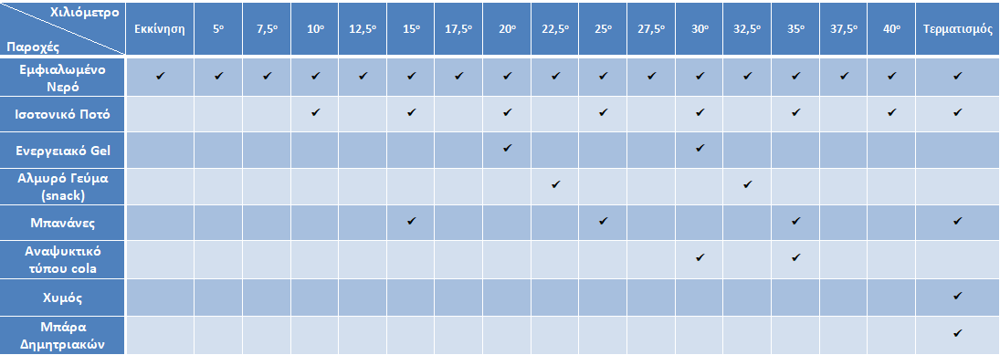 Χιλιόμετρο
Παροχές
Εκκίνηση 5ο 7,5ο 10ο 12,5ο 15ο 17,5ο 20ο 22,5ο 25ο 27,5ο 30ο 32,5ο 35ο 37,5ο 40ο Τερματισμός
Εμφιαλωμένο
Νερό
✓ ✓ ✓ ✓ ✓ ✓ ✓ ✓ ✓ ✓ ✓ ✓ ✓ ✓ ✓ ✓ ✓
Ισοτονικό Ποτό ✓ ✓ ✓ ✓ ✓ ✓ ✓ ✓
Ενεργειακό Gel ✓ ✓
Αλμυρό Γεύμα
(snack)
✓ ✓
Μπανάνες ✓ ✓ ✓ ✓
Αναψυκτικό
τύπου cola
✓ ✓
Χυμός ✓
Μπάρα
Δημητριακών
✓